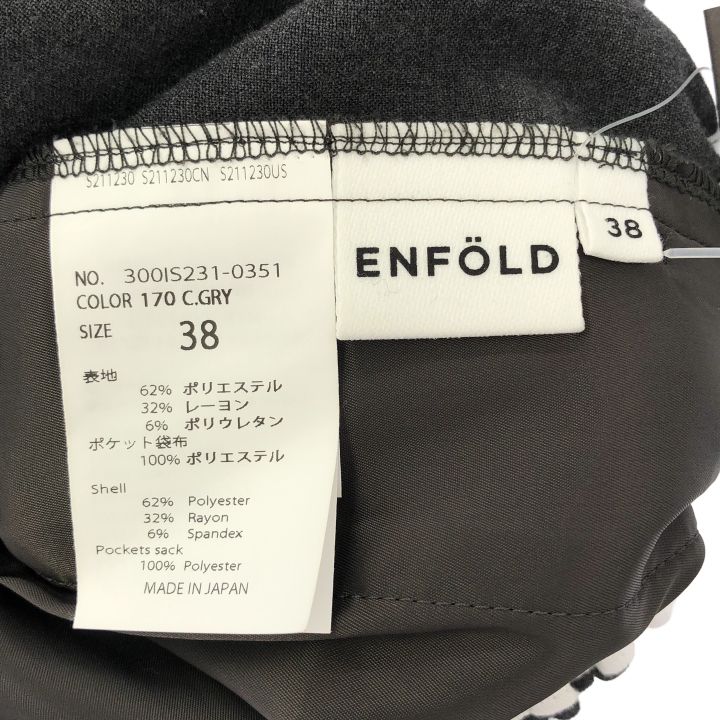 S211230 S211230CN S211230US
NO. 300IS231-0351
COLOR 170 C.GRY
SIZE 38
表地
62% ポリエステル
32% レーヨン
6% ポリウレタン
ポケット袋布
100% ポリエステル
Shell
62% Polyester
32% Rayon
6% Spandex
Pockets sack
100% Polyester
MADE IN JAPAN
ENFÖLD
38